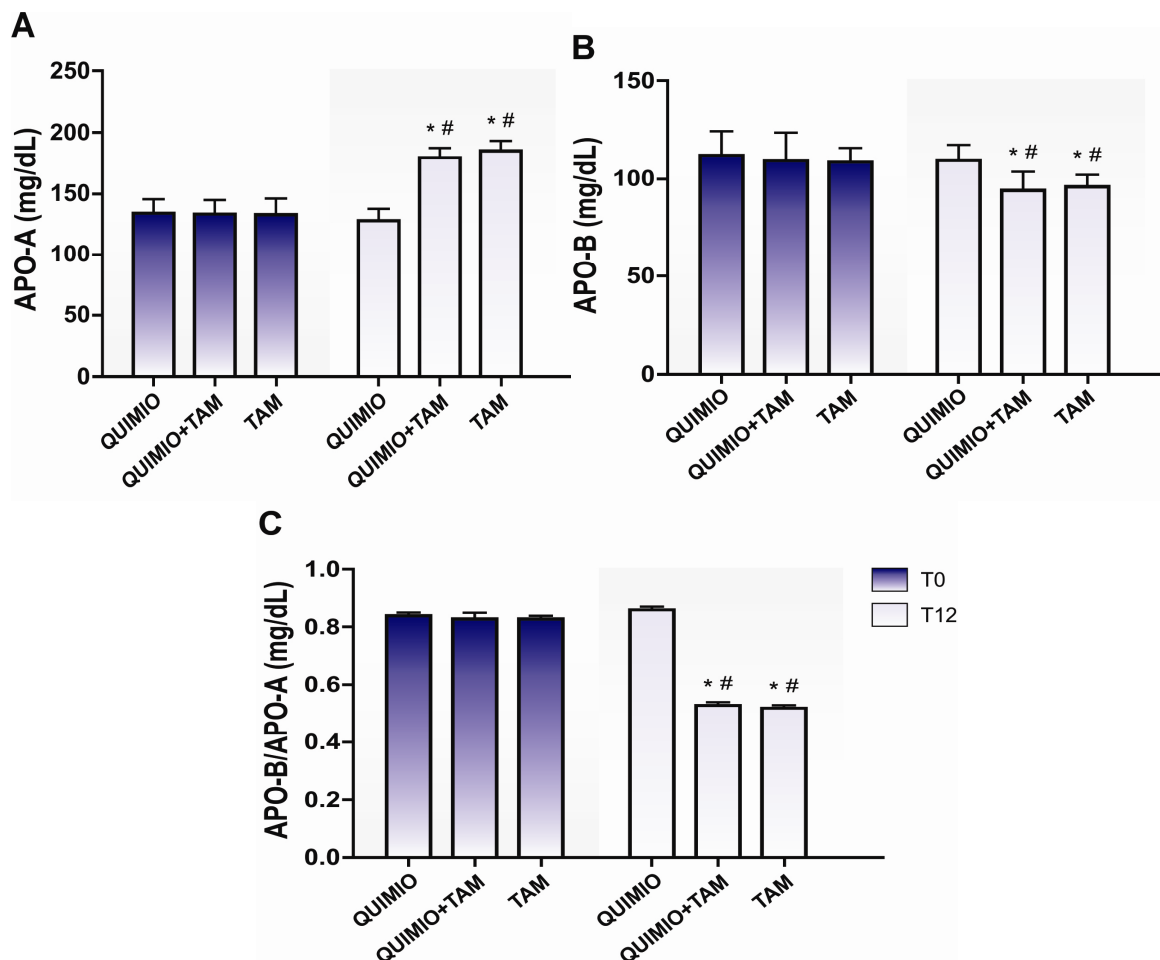 A
APO-A (mg/dL)
250
200
150
100
50
0
* #
* #
QUIMIO
QUIMIO+TAM
TAM
QUIMIO
QUIMIO+TAM
TAM
B
APO-B (mg/dL)
150
100
50
0
* #
* #
QUIMIO
QUIMIO+TAM
TAM
QUIMIO
QUIMIO+TAM
TAM
C
APO-B/APO-A (mg/dL)
1.0
0.8
0.6
0.4
0.2
0.0
* #
* #
QUIMIO
QUIMIO+TAM
TAM
QUIMIO
QUIMIO+TAM
TAM
T0
T12